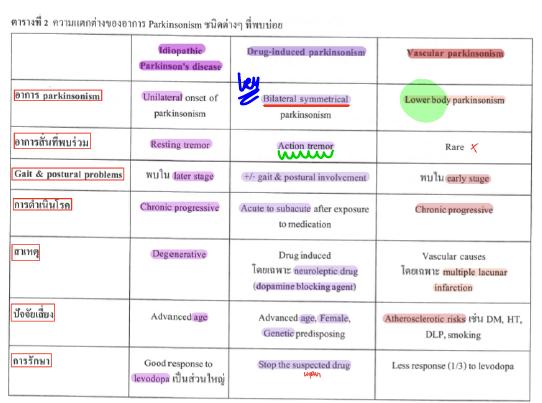 ตารางที่ 2 ความแตกต่างของอาการ Parkinsonism ชนิดต่างๆ ที่พบบ่อย
Idiopathic
Parkinson's disease
Drug-induced parkinsonism
Vascular parkinsonism
อาการ parkinsonism
Unilateral onset of
parkinsonism
Bilateral symmetrical
parkinsonism
Lower body parkinsonism
อาการสั่นที่พบร่วม
Resting tremor
Action tremor
Rare
Gait & postural problems
พบใน later stage
+/- gait & postural involvement
พบใน early stage
การดำเนินโรค
Chronic progressive
Acute to subacute after exposure
to medication
Chronic progressive
สาเหตุ
Degenerative
Drug induced
โดยเฉพาะ neuroleptic drug
(dopamine blocking agent)
Vascular causes
โดยเฉพาะ multiple lacunar
infarction
ปัจจัยเสี่ยง
Advanced age
Advanced age, Female,
Genetic predisposing
Atherosclerotic risks เช่น DM, HT,
DLP, smoking
การรักษา
Good response to
levodopa เป็นส่วนใหญ่
Stop the suspected drug
Less response (1/3) to levodopa